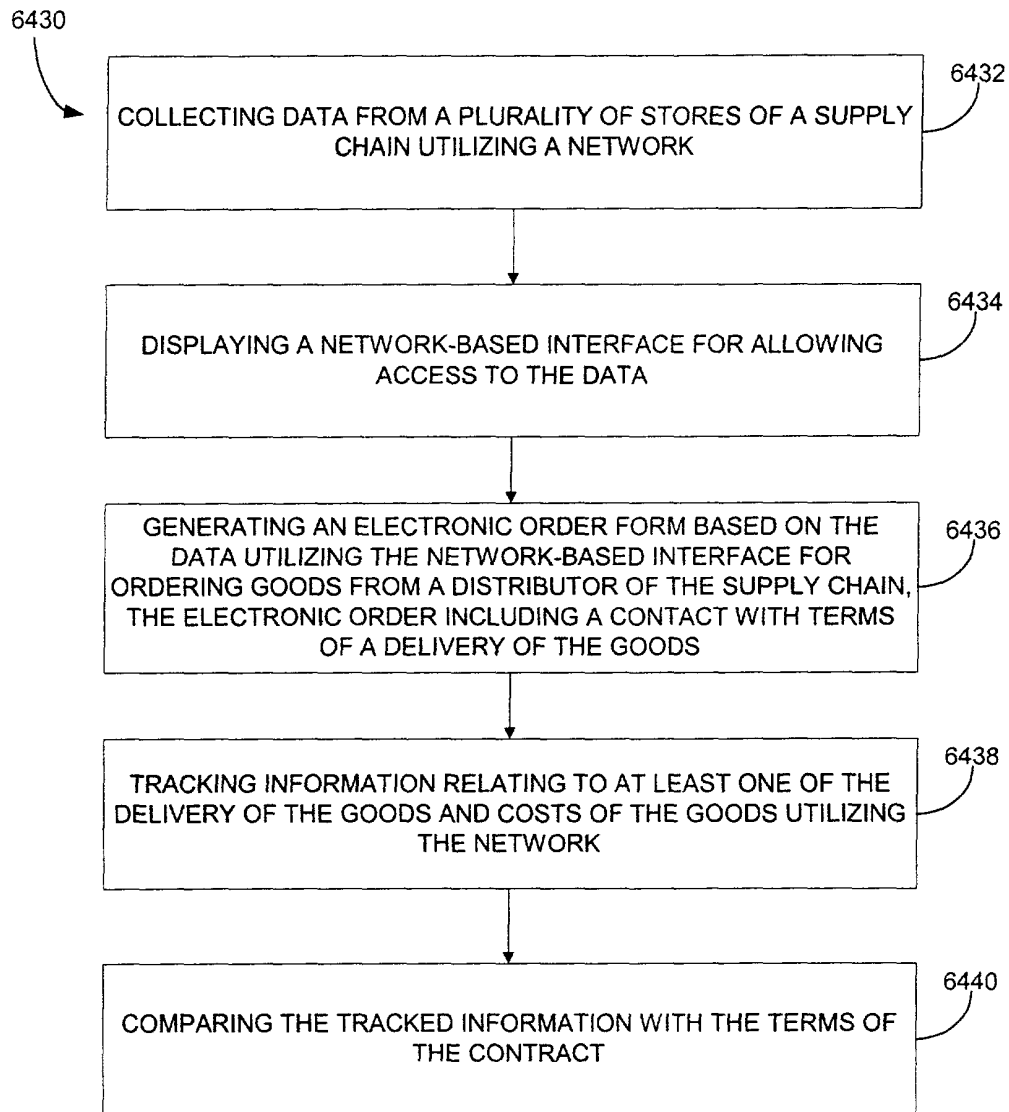 6430
6432
COLLECTING DATA FROM A PLURALITY OF STORES OF A SUPPLY
CHAIN UTILIZING A NETWORK
6434
DISPLAYING A NETWORK-BASED INTERFACE FOR ALLOWING
ACCESS TO THE DATA
6436
GENERATING AN ELECTRONIC ORDER FORM BASED ON THE
DATA UTILIZING THE NETWORK-BASED INTERFACE FOR
ORDERING GOODS FROM A DISTRIBUTOR OF THE SUPPLY CHAIN,
THE ELECTRONIC ORDER INCLUDING A CONTACT WITH TERMS
OF A DELIVERY OF THE GOODS
6438
TRACKING INFORMATION RELATING TO AT LEAST ONE OF THE
DELIVERY OF THE GOODS AND COSTS OF THE GOODS UTILIZING
THE NETWORK
6440
COMPARING THE TRACKED INFORMATION WITH THE TERMS OF
THE CONTRACT